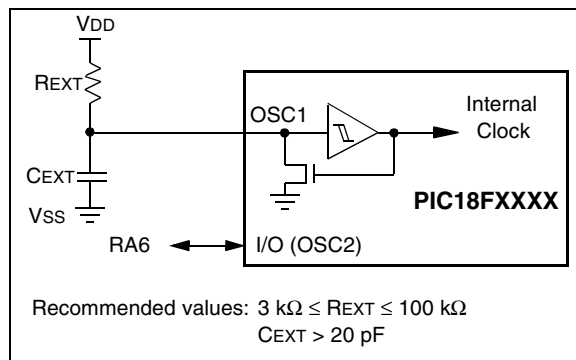 VDD
REXT
OSC1
Internal
Clock
CEXT
PIC18FXXXX
VSS
RA6
I/O (OSC2)
Recommended values: 3 kΩ ≤ REXT ≤ 100 kΩ
CEXT > 20 pF